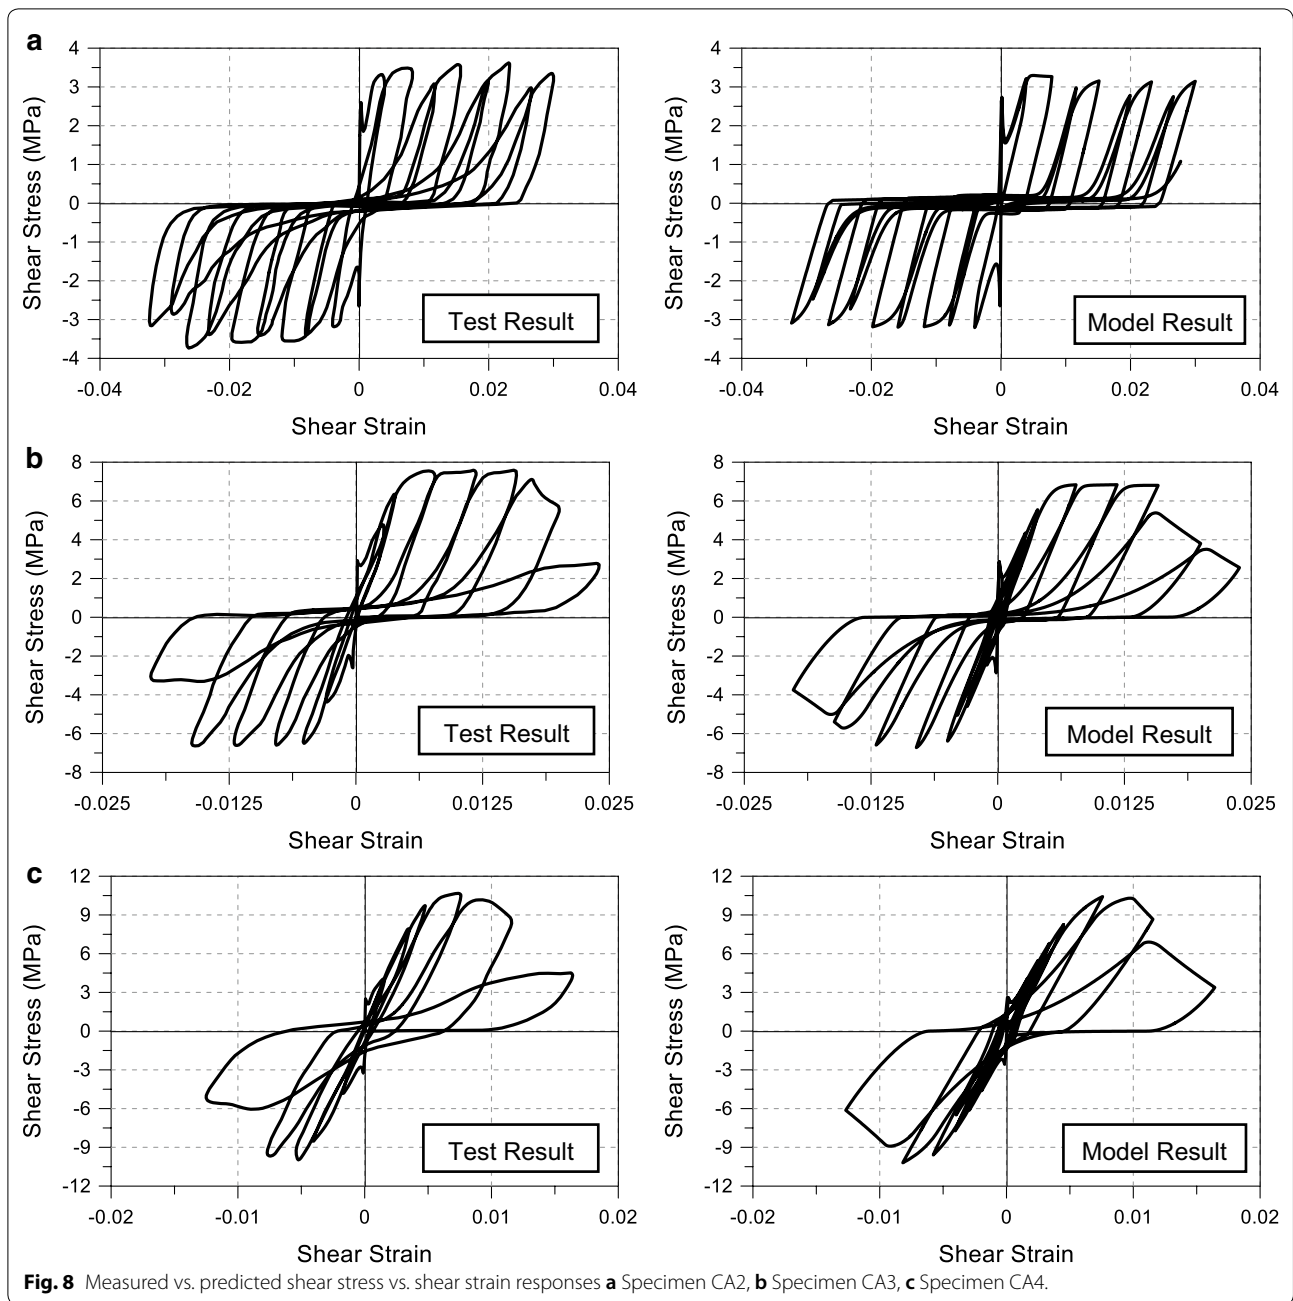 a
4
3
2
1
0
-1
-2
-3
-4
Shear Stress (MPa)
-0.04 -0.02 0 0.02 0.04
Shear Strain
Test Result
4
3
2
1
0
-1
-2
-3
-4
Shear Stress (MPa)
-0.04 -0.02 0 0.02 0.04
Shear Strain
Model Result
b
8
6
4
2
0
-2
-4
-6
-8
Shear Stress (MPa)
-0.025 -0.0125 0 0.0125 0.025
Shear Strain
Test Result
8
6
4
2
0
-2
-4
-6
-8
Shear Stress (MPa)
-0.025 -0.0125 0 0.0125 0.025
Shear Strain
Model Result
c
12
9
6
3
0
-3
-6
-9
-12
Shear Stress (MPa)
-0.02 -0.01 0 0.01 0.02
Shear Strain
Test Result
12
9
6
3
0
-3
-6
-9
-12
Shear Stress (MPa)
-0.02 -0.01 0 0.01 0.02
Shear Strain
Model Result
Fig. 8 Measured vs. predicted shear stress vs. shear strain responses a Specimen CA2, b Specimen CA3, c Specimen CA4.